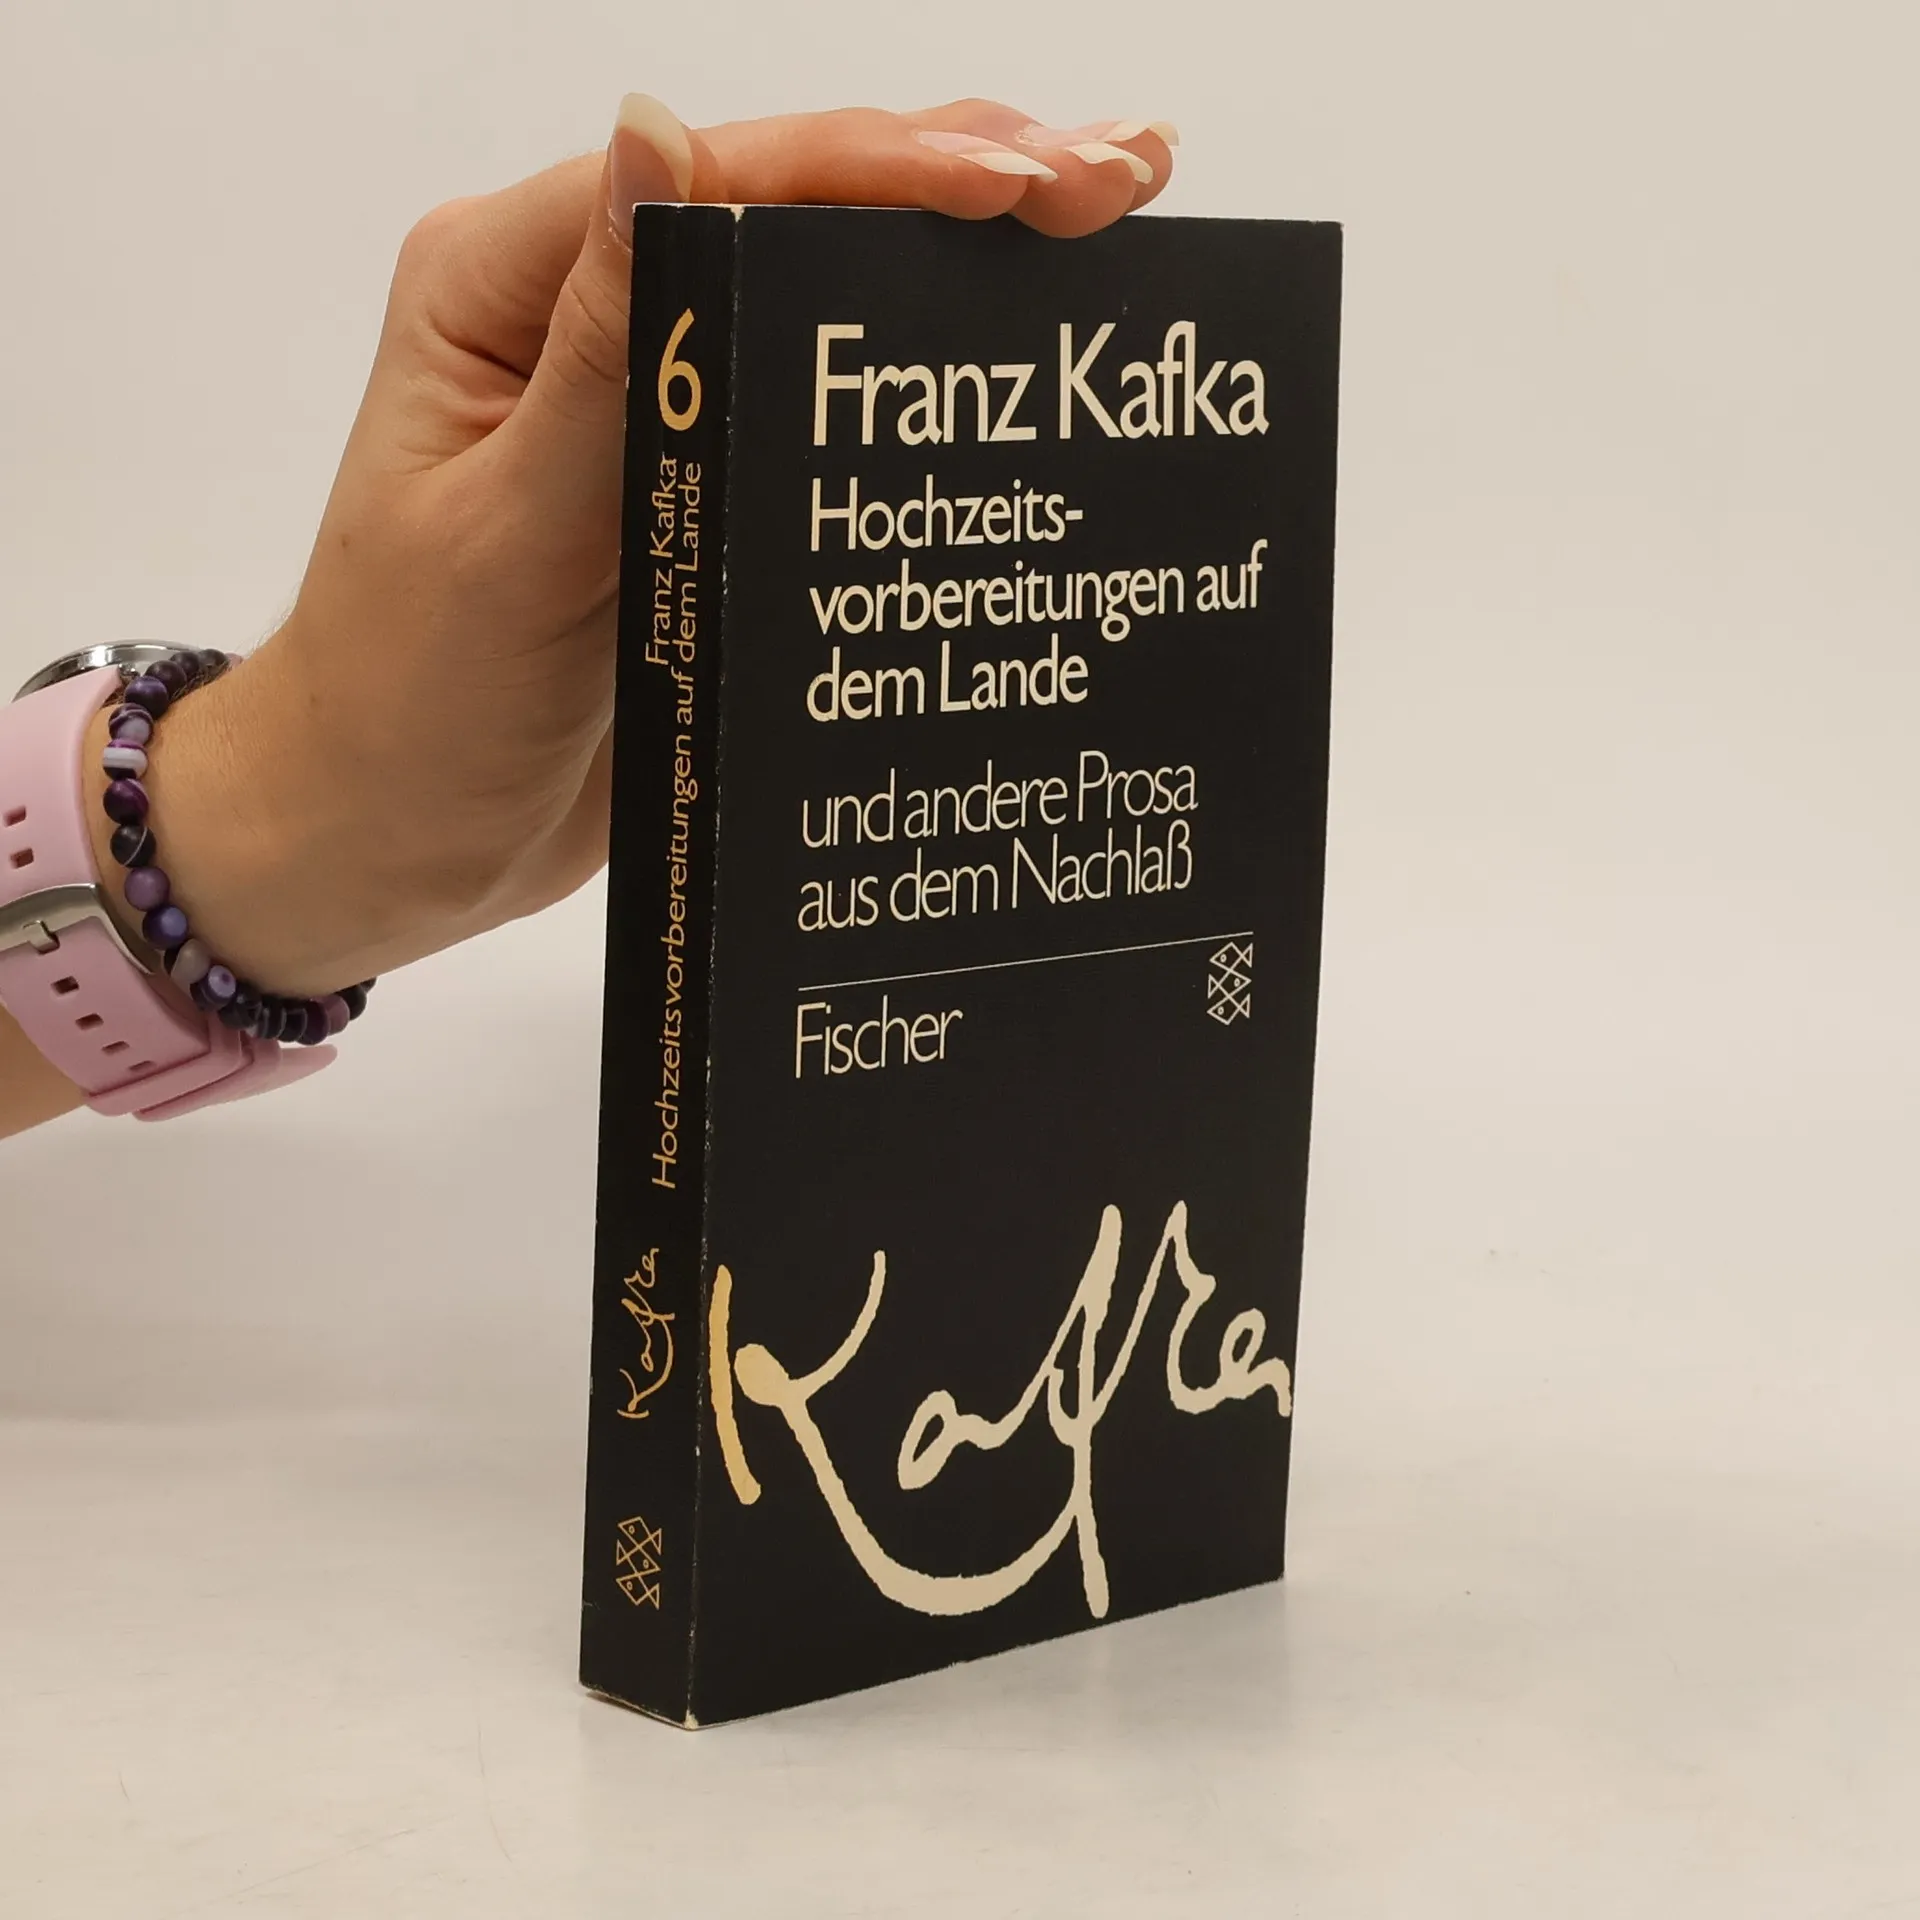 6
Franz Kafka
Hochzeitsvorbereitungen auf dem Lande
Kafka
Franz Kafka
Hochzeits-
vorbereitungen auf
dem Lande
und andere Prosa
aus dem Nachlaß
Fischer
Kafka